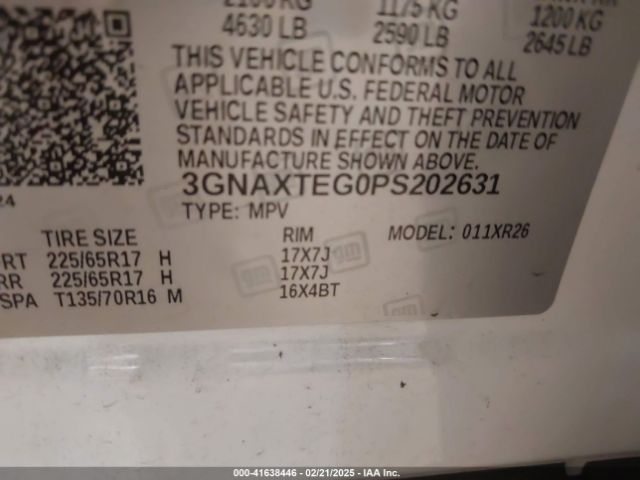 1175 KG
1200 KG
4630 LB
2590 LB
2645 LB
THIS VEHICLE CONFORMS TO ALL
APPLICABLE U.S. FEDERAL MOTOR
VEHICLE SAFETY AND THEFT PREVENTION
STANDARDS IN EFFECT ON THE DATE OF
MANUFACTURE SHOWN ABOVE.
3GNAXTEG0PS202631
TYPE: MPV
MODEL: 011XR26
TIRE SIZE
RIM
RT 225/65R17 H 17X7J
RR 225/65R17 H 17X7J
SPA T135/70R16 M 16X4BT
gm
000-41638446 - 02/21/2025 - IAA Inc.